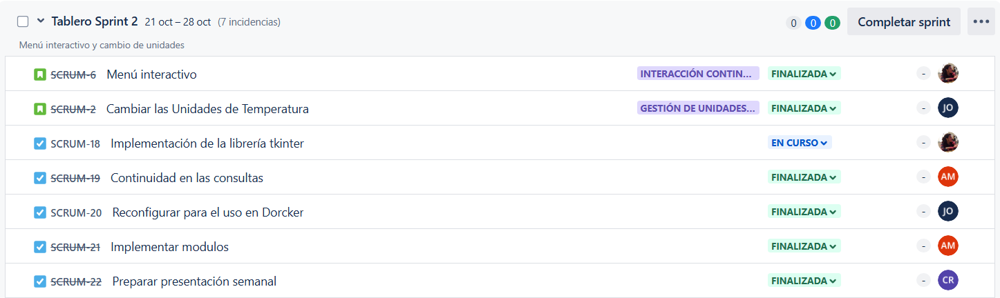 Tablero Sprint 2 21 oct – 28 oct (7 incidencias) 0 0 0 Completar sprint
Menú interactivo y cambio de unidades
SCRUM-6 Menú interactivo INTERACCIÓN CONTIN... FINALIZADA -
SCRUM-2 Cambiar las Unidades de Temperatura GESTIÓN DE UNIDADES... FINALIZADA - JO
SCRUM-18 Implementación de la librería tkinter EN CURSO -
SCRUM-19 Continuidad en las consultas FINALIZADA - AM
SCRUM-20 Reconfigurar para el uso en Dorcker FINALIZADA - JO
SCRUM-21 Implementar modulos FINALIZADA - AM
SCRUM-22 Preparar presentación semanal FINALIZADA - CR